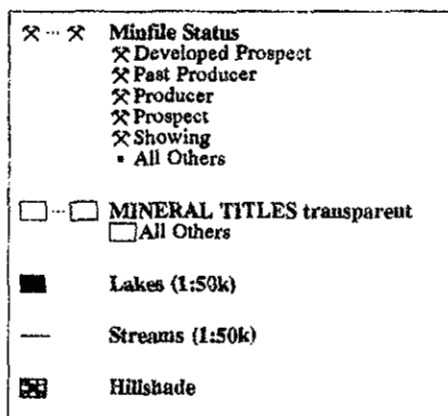 Minfile Status
Developed Prospect
Past Producer
Producer
Prospect
Showing
All Others
MINERAL TITLES transparent
All Others
Lakes (1:50k)
Streams (1:50k)
Hillshade